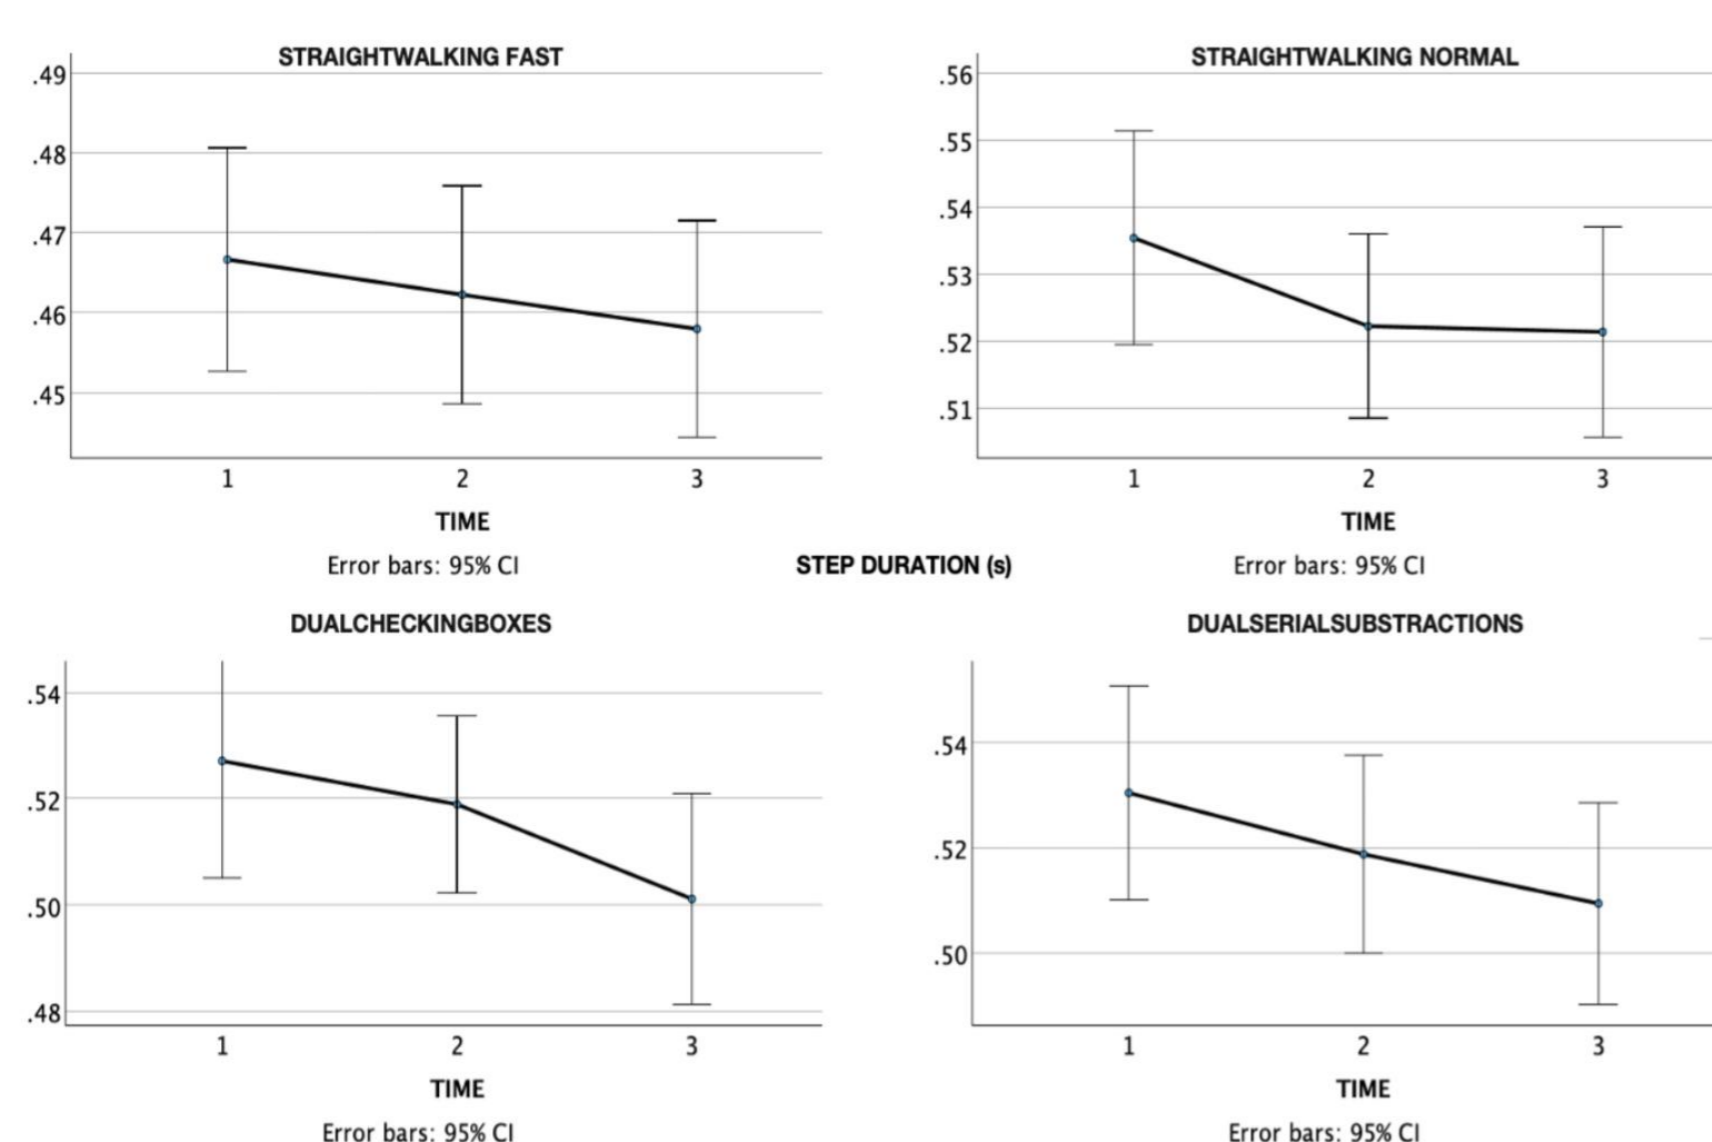 STRAIGHTWALKING FAST
.49
.48
.47
.46
.45
1 2 3
TIME
Error bars: 95% CI
STRAIGHTWALKING NORMAL
.56
.55
.54
.53
.52
.51
1 2 3
TIME
Error bars: 95% CI
STEP DURATION (s)
DUALCHECKINGBOXES
.54
.52
.50
.48
1 2 3
TIME
Error bars: 95% CI
DUALSERIALSUBSTRACTIONS
.54
.52
.50
1 2 3
TIME
Error bars: 95% CI